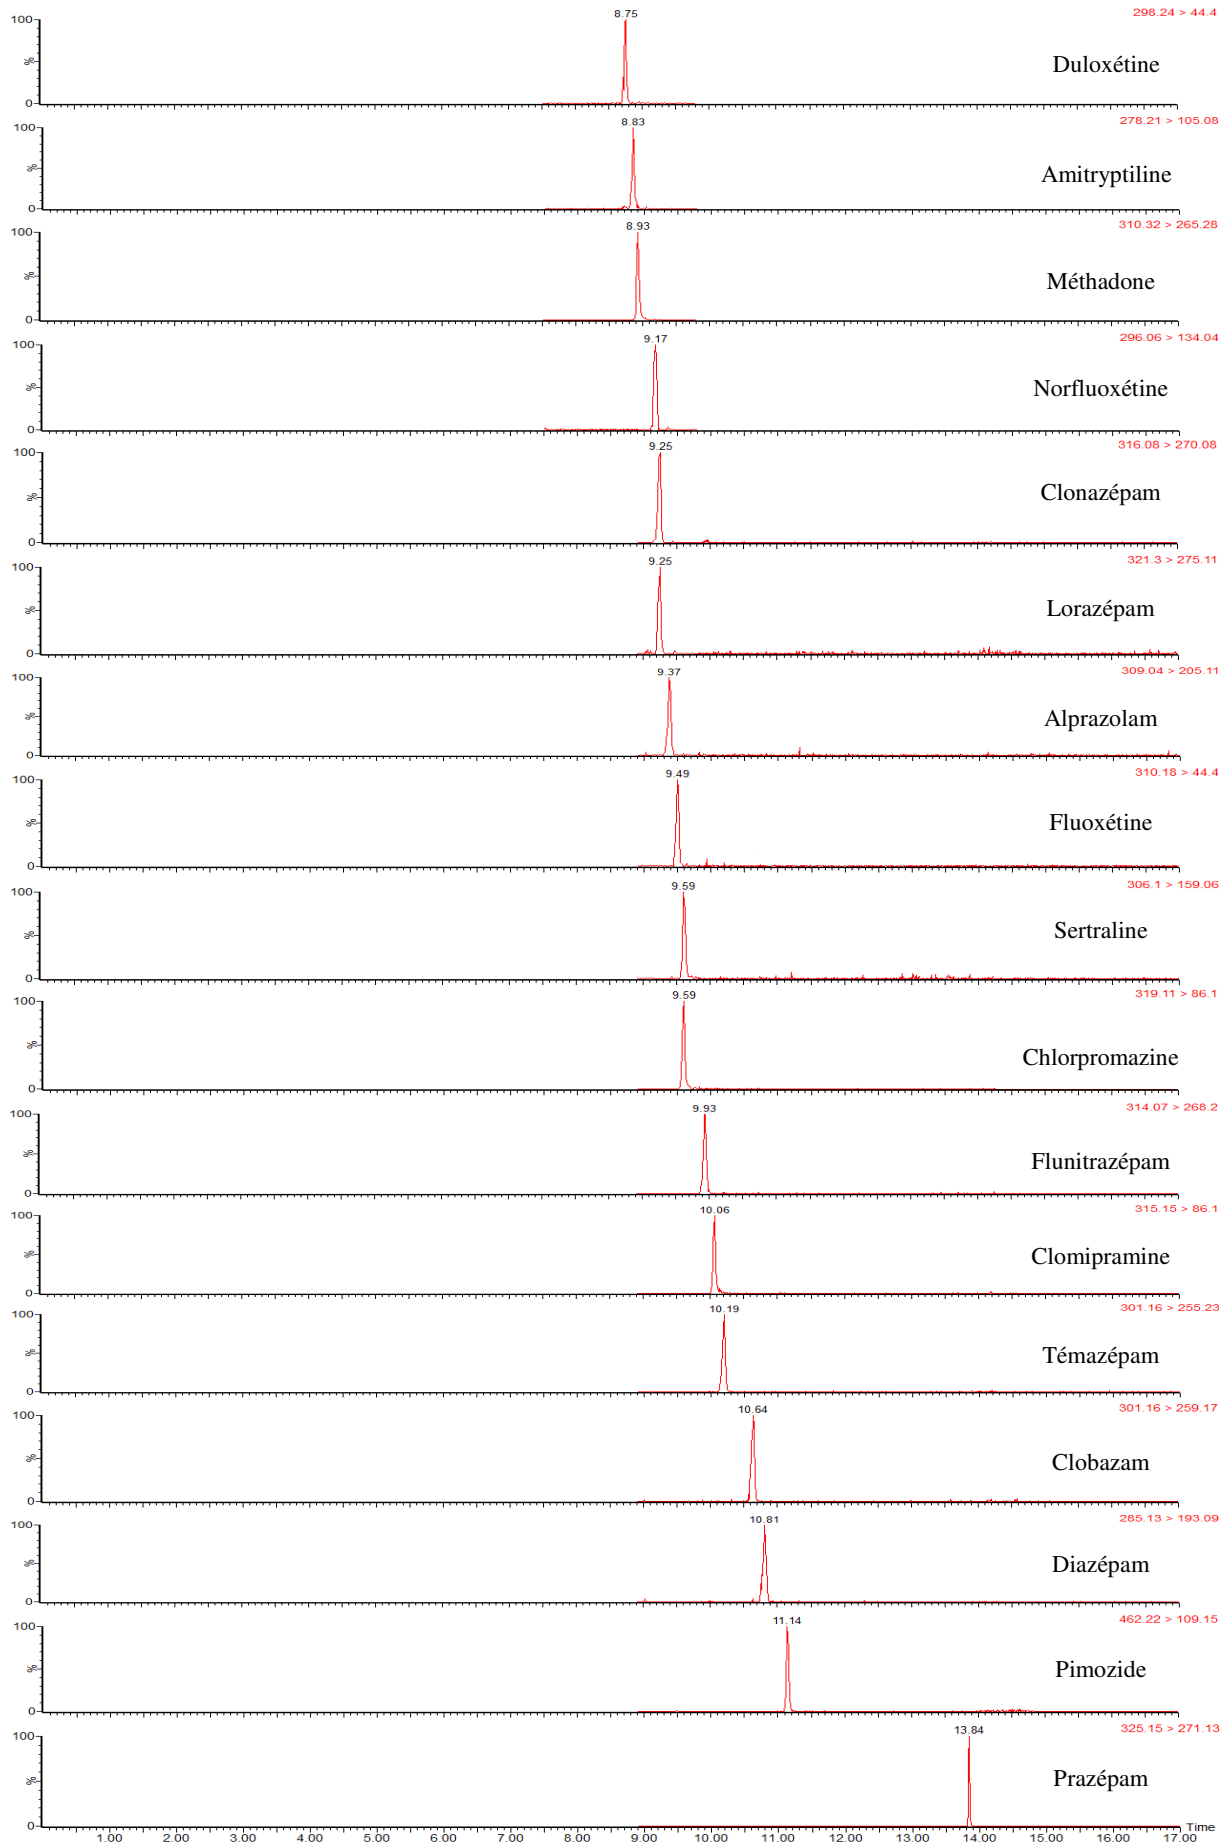 8.75
298.24 > 44.4
100
%
0
Duloxétine
8.83
278.21 > 105.08
100
%
0
Amitryptiline
8.93
310.32 > 265.28
100
%
0
Méthadone
9.17
296.06 > 134.04
100
%
0
Norfluoxétine
9.25
316.08 > 270.08
100
%
0
Clonazépam
9.25
321.3 > 275.11
100
%
0
Lorazépam
9.37
309.04 > 205.11
100
%
0
Alprazolam
9.49
310.18 > 44.4
100
%
0
Fluoxétine
9.59
306.1 > 159.06
100
%
0
Sertraline
9.59
319.11 > 86.1
100
%
0
Chlorpromazine
9.93
314.07 > 268.2
100
%
0
Flunitrazépam
10.06
315.15 > 86.1
100
%
0
Clomipramine
10.19
301.16 > 255.23
100
%
0
Témazépam
10.64
301.16 > 259.17
100
%
0
Clobazam
10.81
285.13 > 193.09
100
%
0
Diazépam
11.14
462.22 > 109.15
100
%
0
Pimozide
13.84
325.15 > 271.13
100
%
0
Prazépam
Time
1.00 2.00 3.00 4.00 5.00 6.00 7.00 8.00 9.00 10.00 11.00 12.00 13.00 14.00 15.00 16.00 17.00